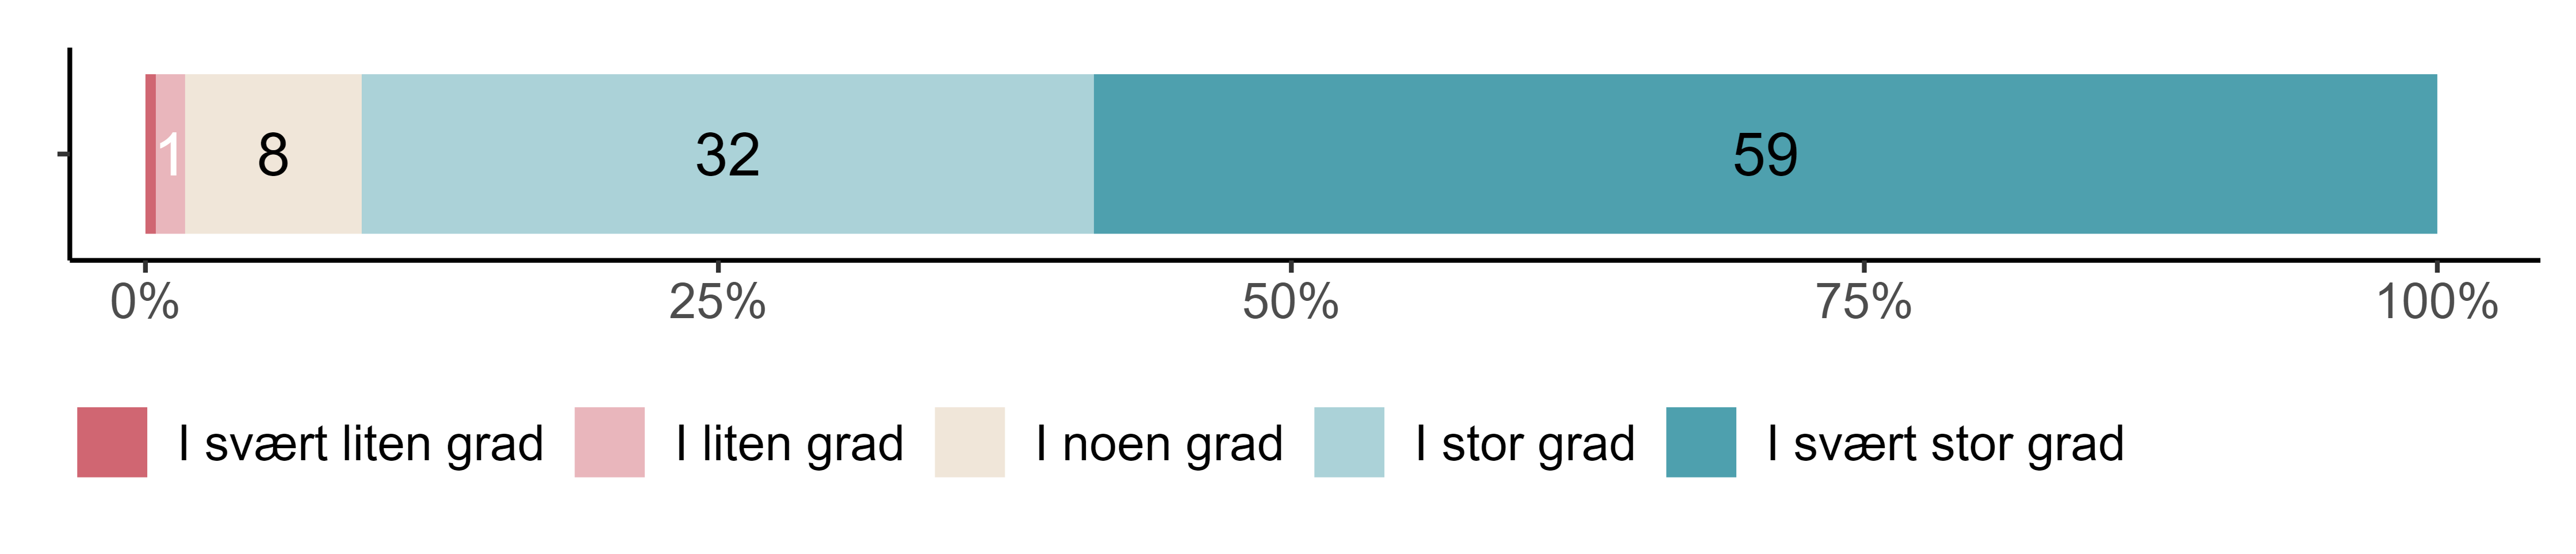 1 8 32 59
0% 25% 50% 75% 100%
I svært liten grad I liten grad I noen grad I stor grad I svært stor grad